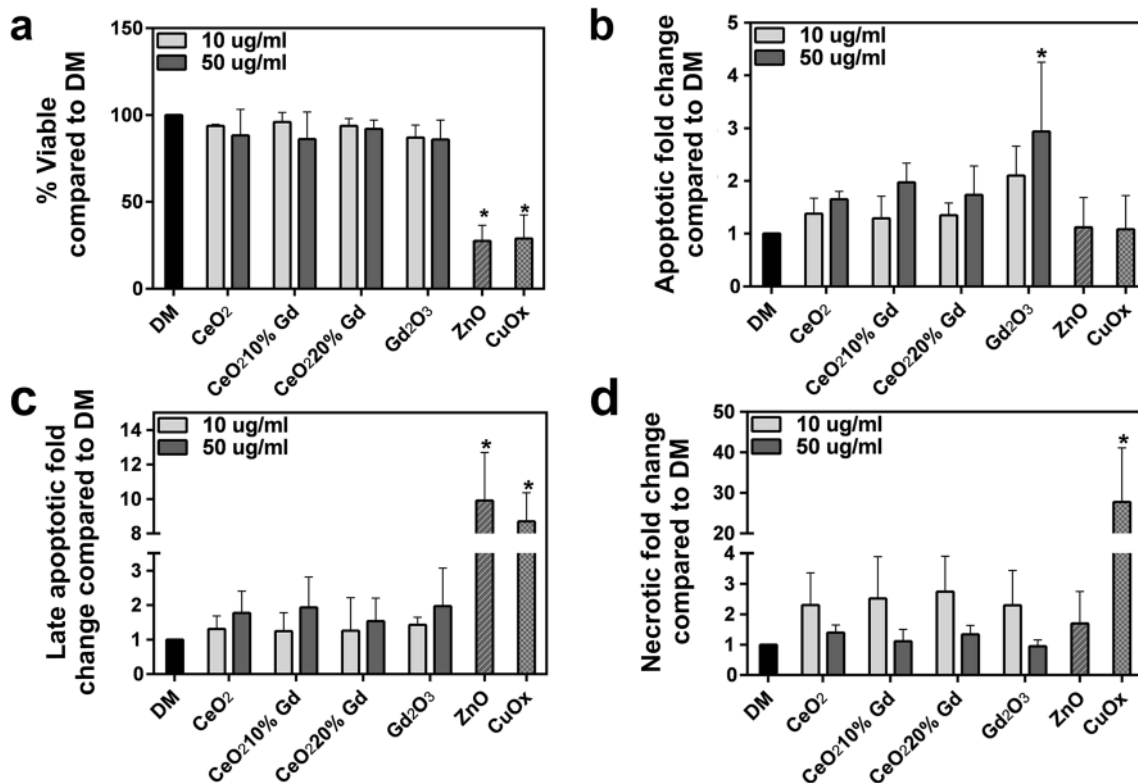 a
% Viable
compared to DM
150
100
50
0
10 ug/ml
50 ug/ml
*
*
DM
CeO₂
CeO₂10% Gd
CeO₂20% Gd
Gd₂O₃
ZnO
CuOx
b
Apoptotic fold change
compared to DM
5
4
3
2
1
0
10 ug/ml
50 ug/ml
*
DM
CeO₂
CeO₂10% Gd
CeO₂20% Gd
Gd₂O₃
ZnO
CuOx
c
Late apoptotic fold
change compared to DM
14
12
10
8
3
2
1
0
10 ug/ml
50 ug/ml
*
*
DM
CeO₂
CeO₂10% Gd
CeO₂20% Gd
Gd₂O₃
ZnO
CuOx
d
Necrotic fold change
compared to DM
50
40
30
20
4
3
2
1
0
10 ug/ml
50 ug/ml
*
DM
CeO₂
CeO₂10% Gd
CeO₂20% Gd
Gd₂O₃
ZnO
CuOx